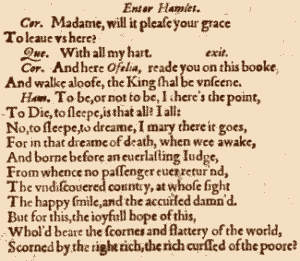 Enter Hamlet.
Cor. Madame, will it pleaſe your grace
To leaue vs here?
Que. With all my hart. exit.
Cor. And here Ofelia, reade you on this booke,
And walke aloofe, the King ſhal be vnſeene.
Ham. To be, or not to be, I there's the point,
To Die, to ſleepe, is that all? I all:
No, to ſleepe, to dreame, I mary there it goes,
For in that dreame of death, when wee awake,
And borne before an euerlaſting Iudge,
From whence no paſſenger euer retur'nd,
The vndiſcouered country, at whoſe ſight
The happy ſmile, and the accurſed damn'd.
But for this, the ioyfull hope of this,
Whol'd beare the ſcornes and flattery of the world,
Scorned by the right rich, the rich curſſed of the poore?